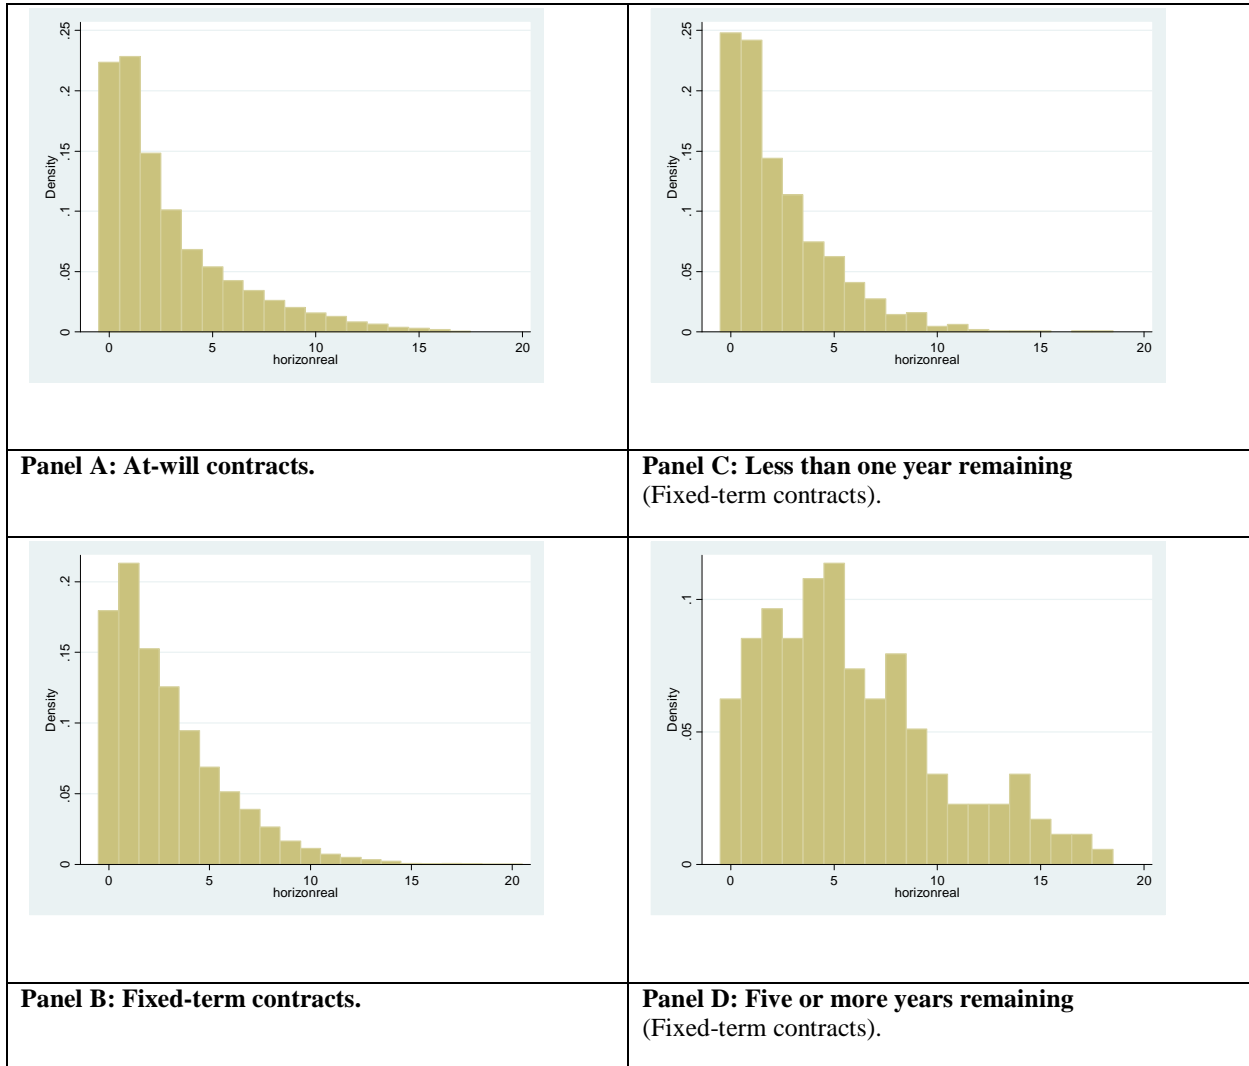 Density
.25
.2
.15
.1
.05
0
0 5 10 15 20
horizonreal
Density
.25
.2
.15
.1
.05
0
0 5 10 15 20
horizonreal
Panel A: At-will contracts.
Panel C: Less than one year remaining
(Fixed-term contracts).
Density
.2
.15
.1
.05
0
0 5 10 15 20
horizonreal
Density
.1
.05
0
0 5 10 15 20
horizonreal
Panel B: Fixed-term contracts.
Panel D: Five or more years remaining
(Fixed-term contracts).